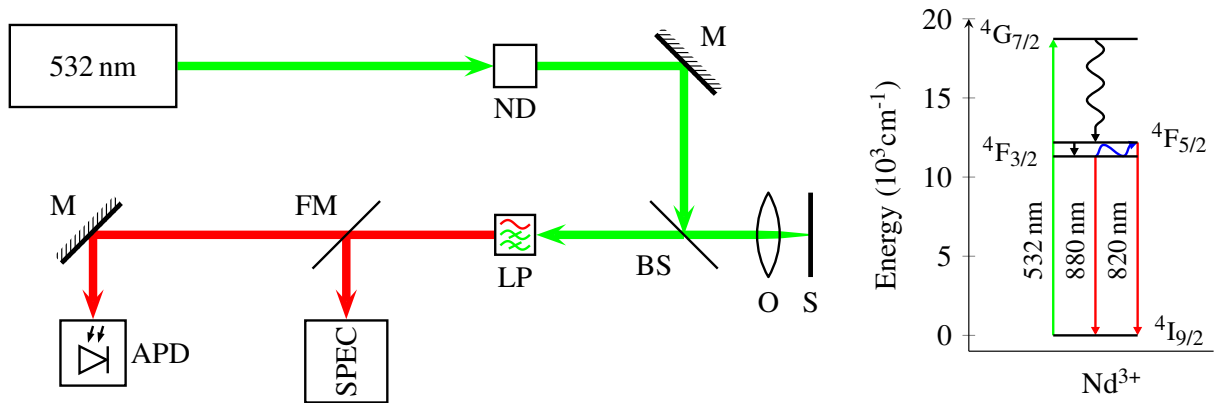 532 nm
ND
M
M
FM
LP
BS
O
S
APD
SPEC
Energy (10³cm⁻¹)
20
15
10
5
0
⁴G₇/₂
⁴F₅/₂
⁴F₃/₂
532 nm
880 nm
820 nm
⁴I₉/₂
Nd³⁺